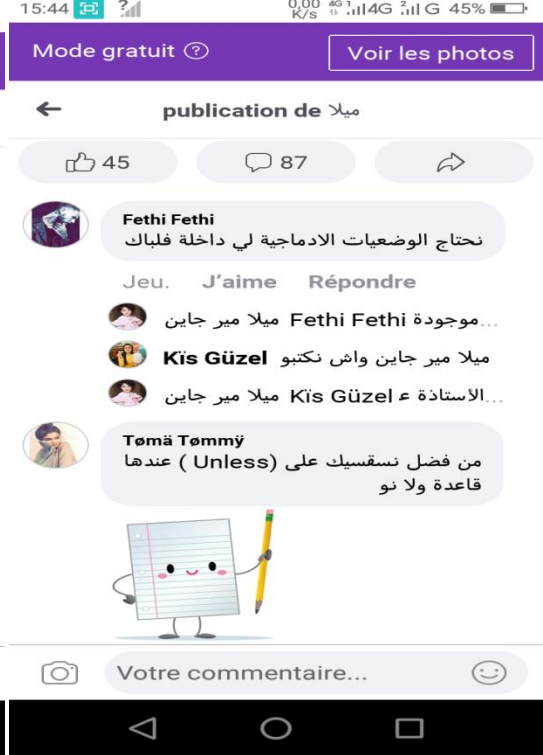 15:44 ? 0,00 K/s 4G 4G 2 G 45%
Mode gratuit ? Voir les photos
publication de ميلا
45 87
Fethi Fethi
نحتاج الوضعيات الادماجية لي داخلة فلباك
Jeu. J'aime Répondre
ميلا مير جاين Fethi Fethi موجودة...
Kïs Güzel ميلا مير جاين واش نكتبو
ميلا مير جاين Kïs Güzel الأستاذة ع...
Tømä Tømmÿ
من فضل نسقسيك على (Unless ) عندها
قاعدة ولا نو
Votre commentaire...